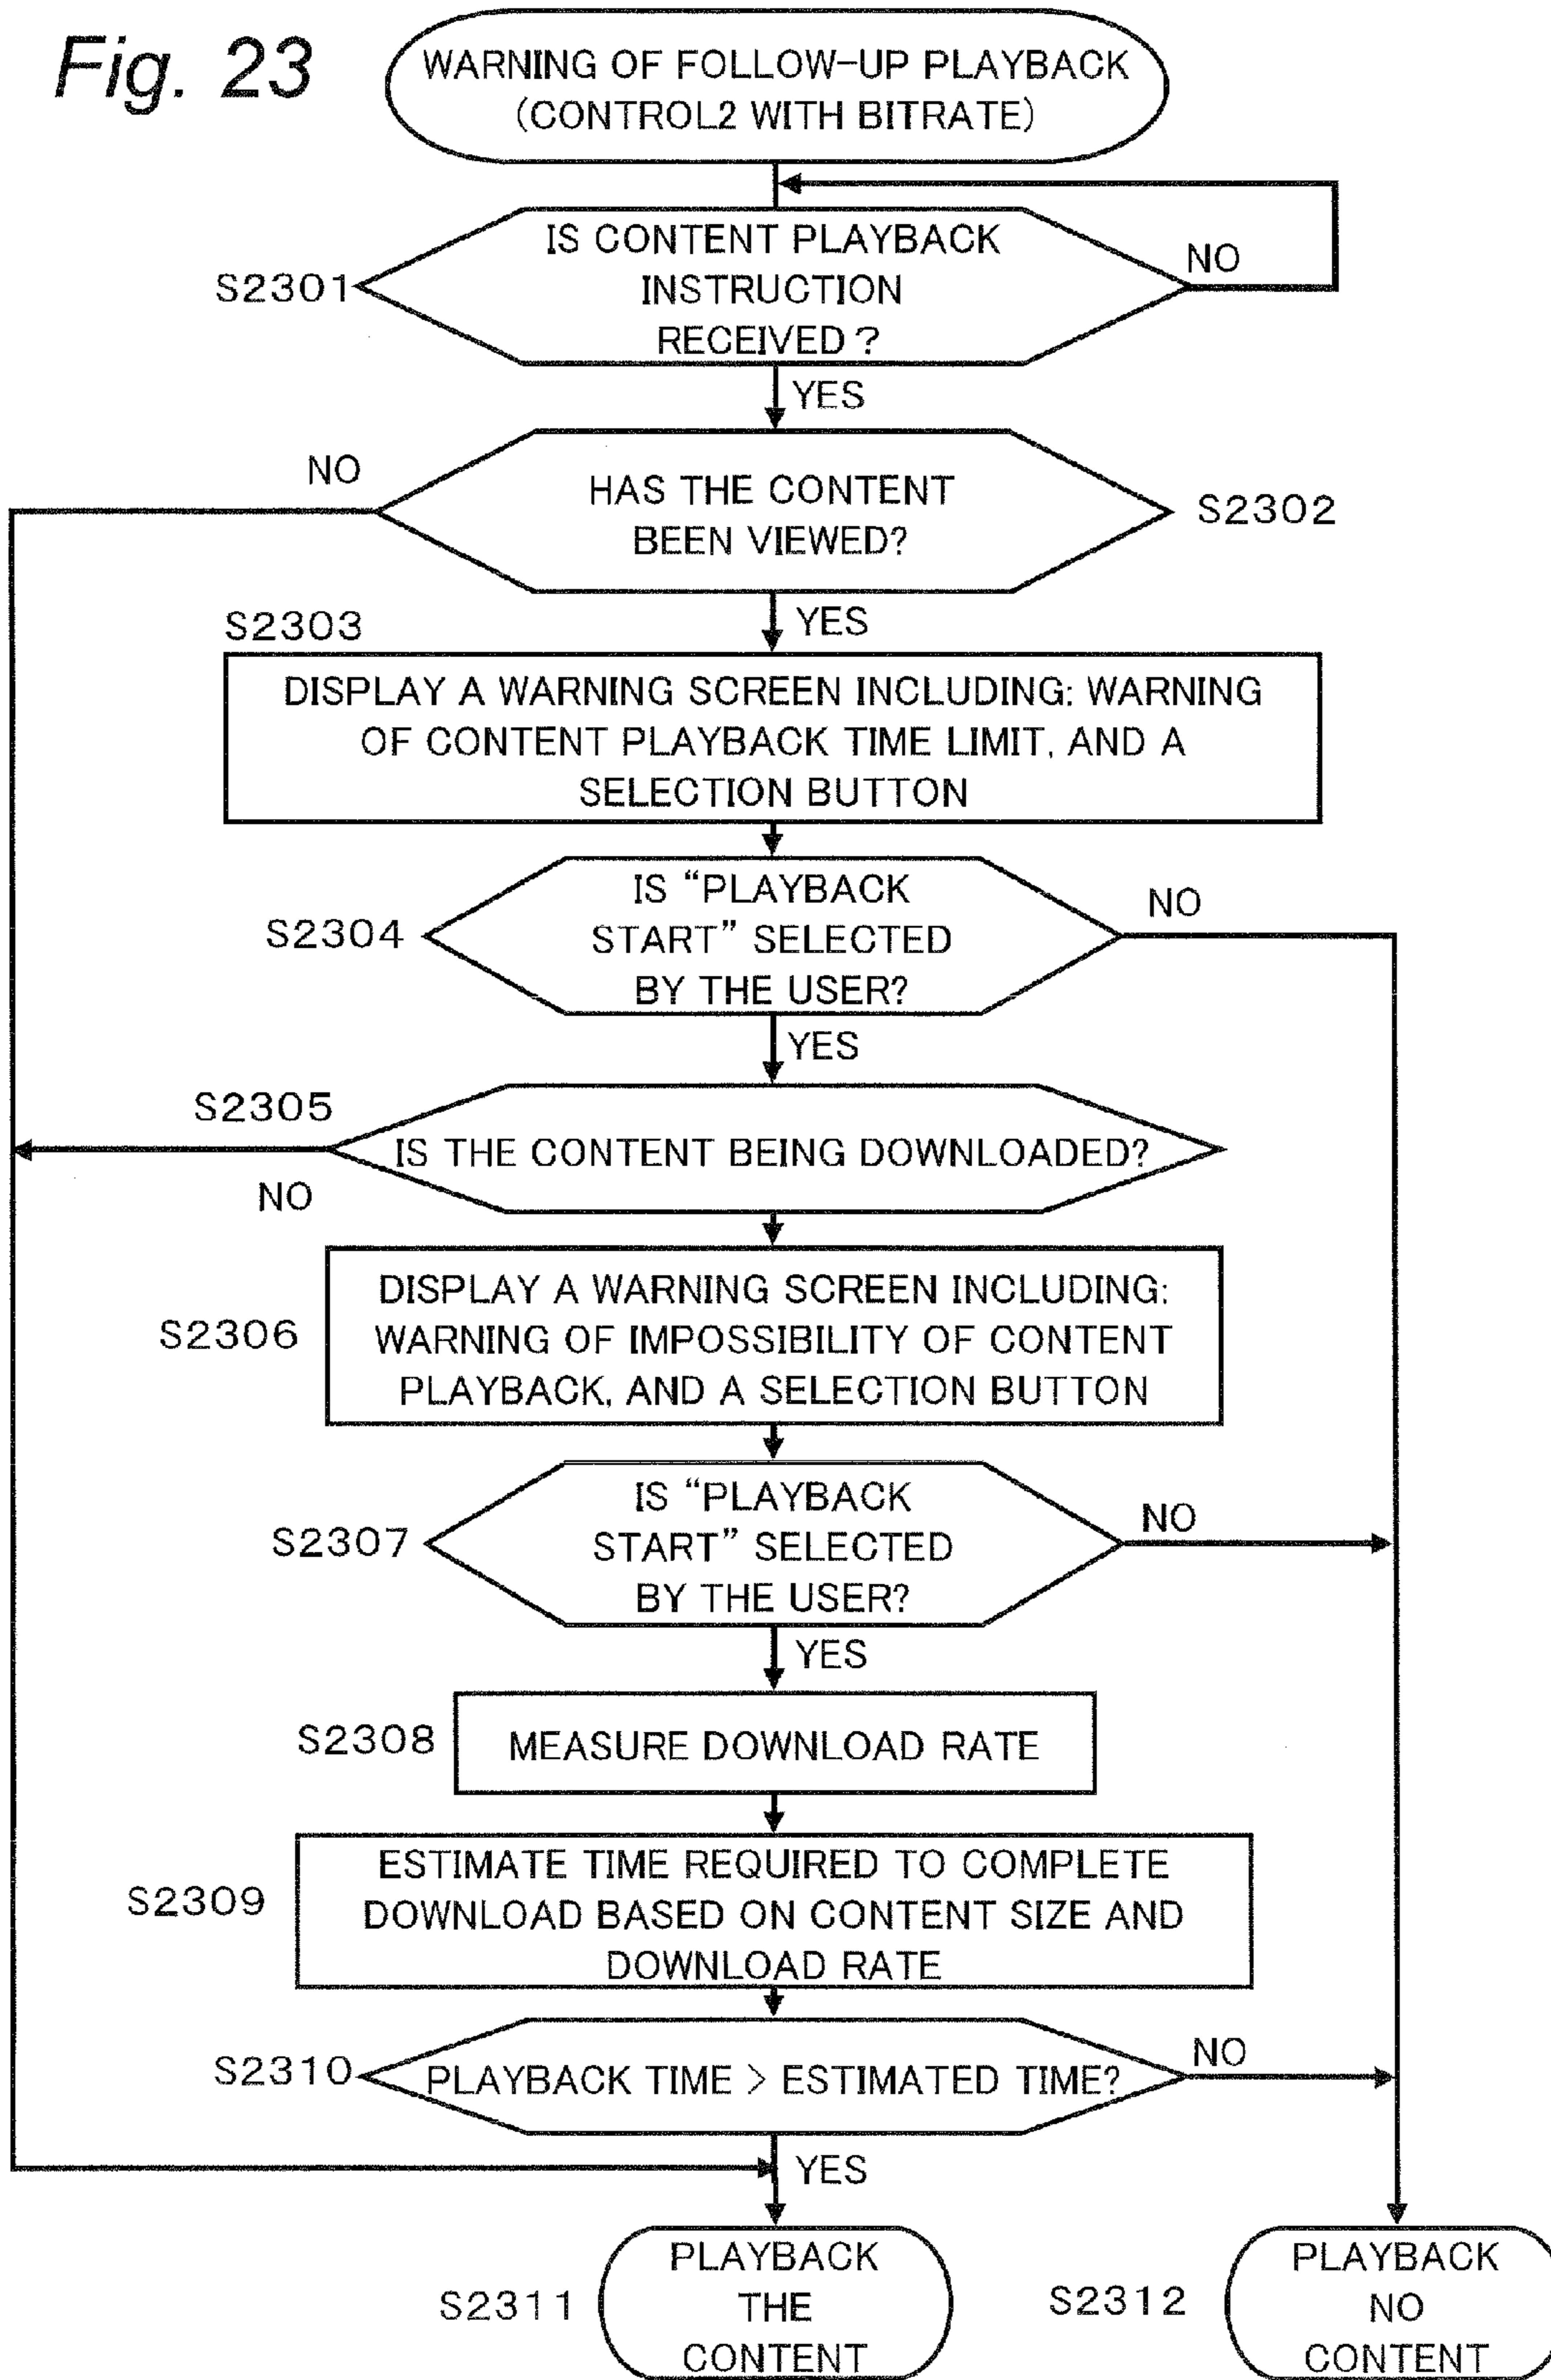 Fig. 23
WARNING OF FOLLOW-UP PLAYBACK
(CONTROL2 WITH BITRATE)
IS CONTENT PLAYBACK
INSTRUCTION
RECEIVED?
S2301
NO
YES
HAS THE CONTENT
BEEN VIEWED?
NO
S2302
YES
S2303
DISPLAY A WARNING SCREEN INCLUDING: WARNING
OF CONTENT PLAYBACK TIME LIMIT, AND A
SELECTION BUTTON
IS “PLAYBACK
START” SELECTED
BY THE USER?
S2304
NO
YES
S2305
IS THE CONTENT BEING DOWNLOADED?
NO
DISPLAY A WARNING SCREEN INCLUDING:
WARNING OF IMPOSSIBILITY OF CONTENT
PLAYBACK, AND A SELECTION BUTTON
S2306
IS “PLAYBACK
START” SELECTED
BY THE USER?
S2307
NO
YES
S2308
MEASURE DOWNLOAD RATE
S2309
ESTIMATE TIME REQUIRED TO COMPLETE
DOWNLOAD BASED ON CONTENT SIZE AND
DOWNLOAD RATE
S2310
PLAYBACK TIME > ESTIMATED TIME?
NO
YES
S2311
PLAYBACK
THE
CONTENT
S2312
PLAYBACK
NO
CONTENT